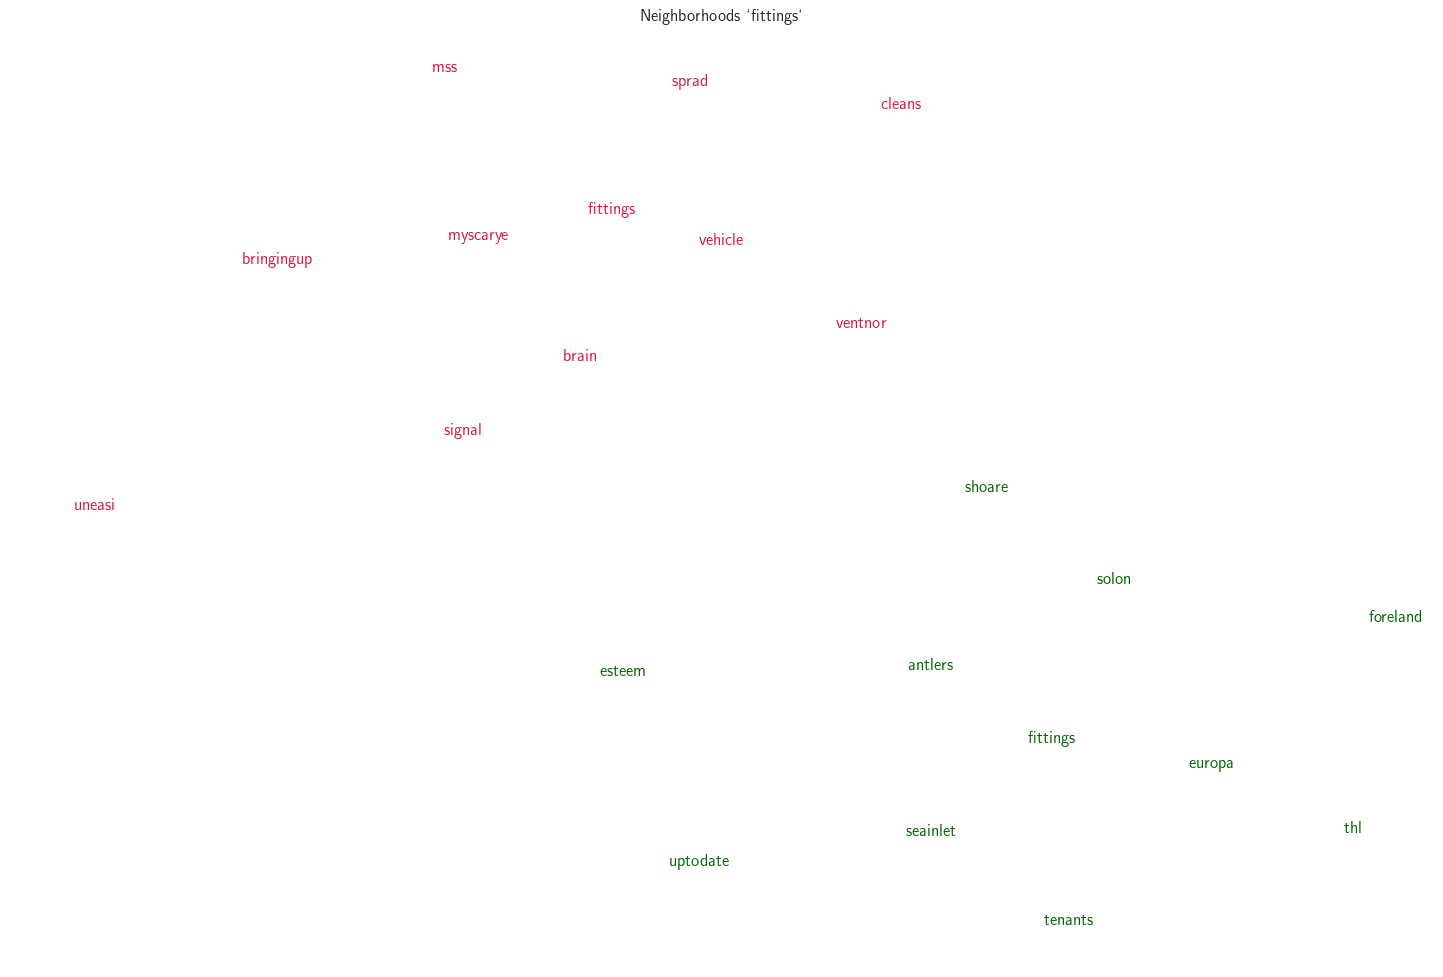 Neighborhoods ‘fittings‘
mss
sprad
cleans
fittings
myscarye
vehicle
bringingup
ventnor
brain
signal
shoare
uneasi
solon
foreland
antlers
esteem
fittings
europa
thl
seainlet
uptodate
tenants